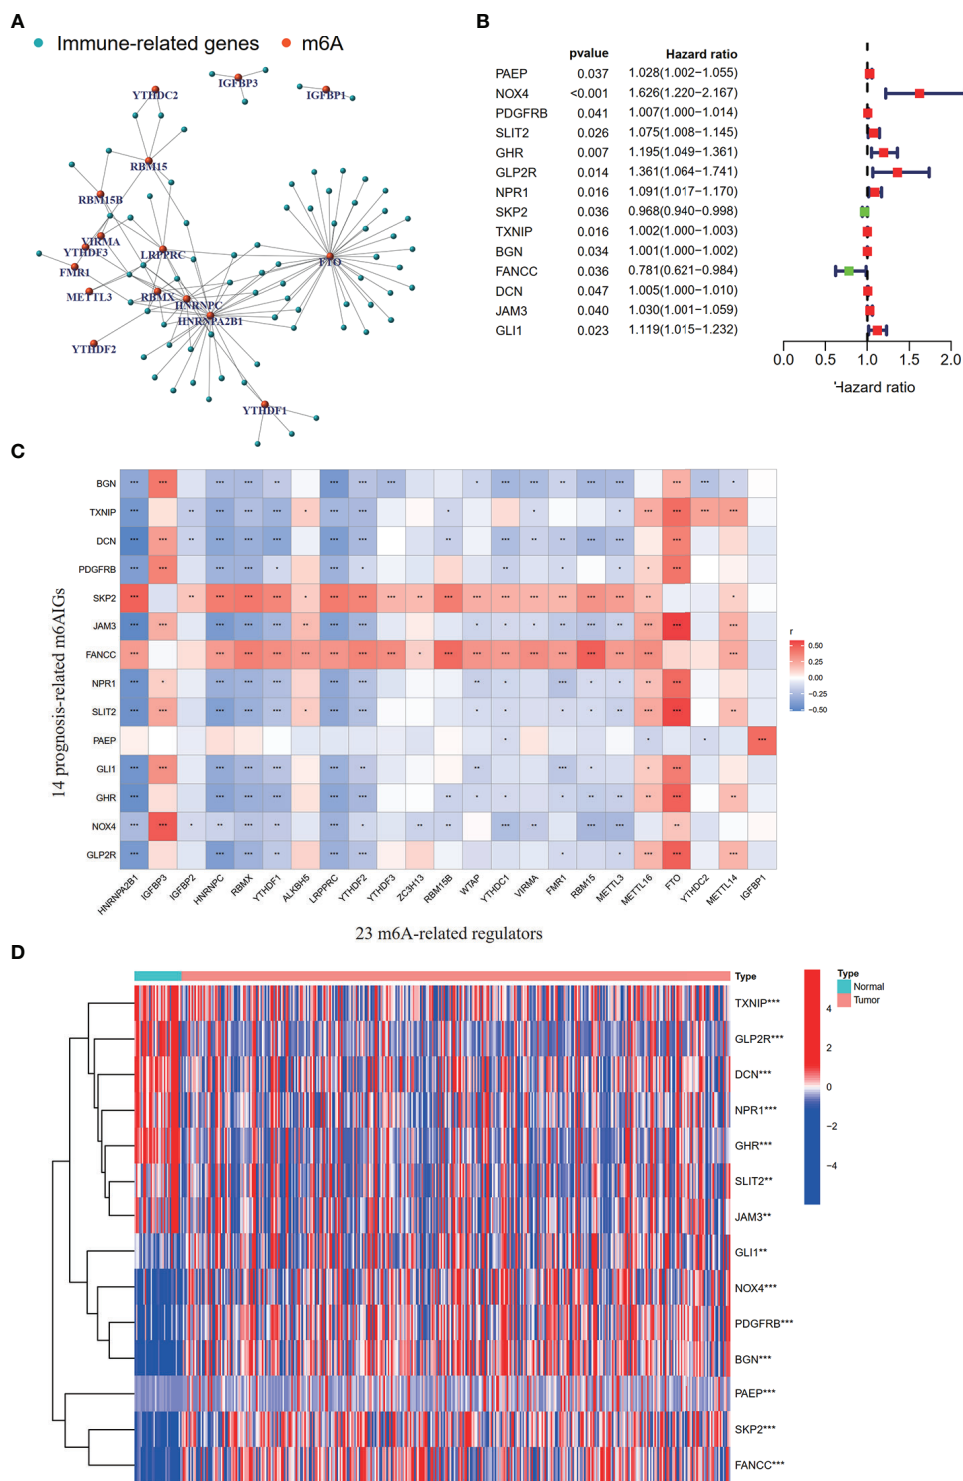 A
Immune-related genes
m6A
IGFBP3
YTHDC2
IGFBP1
RBM15
RBM15B
VIRMA
YTHDF3
LRPPRC
FTO
FMR1
METTL3
RBMX
HNRNPC
HNRNPA2B1
YTHDF2
YTHDF1
B
pvalue Hazard ratio
PAEP 0.037 1.028(1.002−1.055)
NOX4 <0.001 1.626(1.220−2.167)
PDGFRB 0.041 1.007(1.000−1.014)
SLIT2 0.026 1.075(1.008−1.145)
GHR 0.007 1.195(1.049−1.361)
GLP2R 0.014 1.361(1.064−1.741)
NPR1 0.016 1.091(1.017−1.170)
SKP2 0.036 0.968(0.940−0.998)
TXNIP 0.016 1.002(1.000−1.003)
BGN 0.034 1.001(1.000−1.002)
FANCC 0.036 0.781(0.621−0.984)
DCN 0.047 1.005(1.000−1.010)
JAM3 0.040 1.030(1.001−1.059)
GLI1 0.023 1.119(1.015−1.232)
0.0 0.5 1.0 1.5 2.0
Hazard ratio
C
14 prognosis-related m6AIGs
BGN
TXNIP
DCN
PDGFRB
SKP2
JAM3
FANCC
NPR1
SLIT2
PAEP
GLI1
GHR
NOX4
GLP2R
HNRNPA2B1
IGFBP3
IGFBP2
HNRNPC
RBMX
YTHDF1
ALKBH5
LRPPRC
YTHDF2
YTHDF3
ZC3H13
RBM15B
WTAP
YTHDC1
VIRMA
FMR1
RBM15
METTL3
METTL16
FTO
YTHDC2
METTL14
IGFBP1
23 m6A-related regulators
r
0.50
0.25
0.00
−0.25
−0.50
D
Type
TXNIP***
GLP2R***
DCN***
NPR1***
GHR***
SLIT2**
JAM3**
GLI1**
NOX4***
PDGFRB***
BGN***
PAEP***
SKP2***
FANCC***
4
2
0
−2
−4
Type
Normal
Tumor